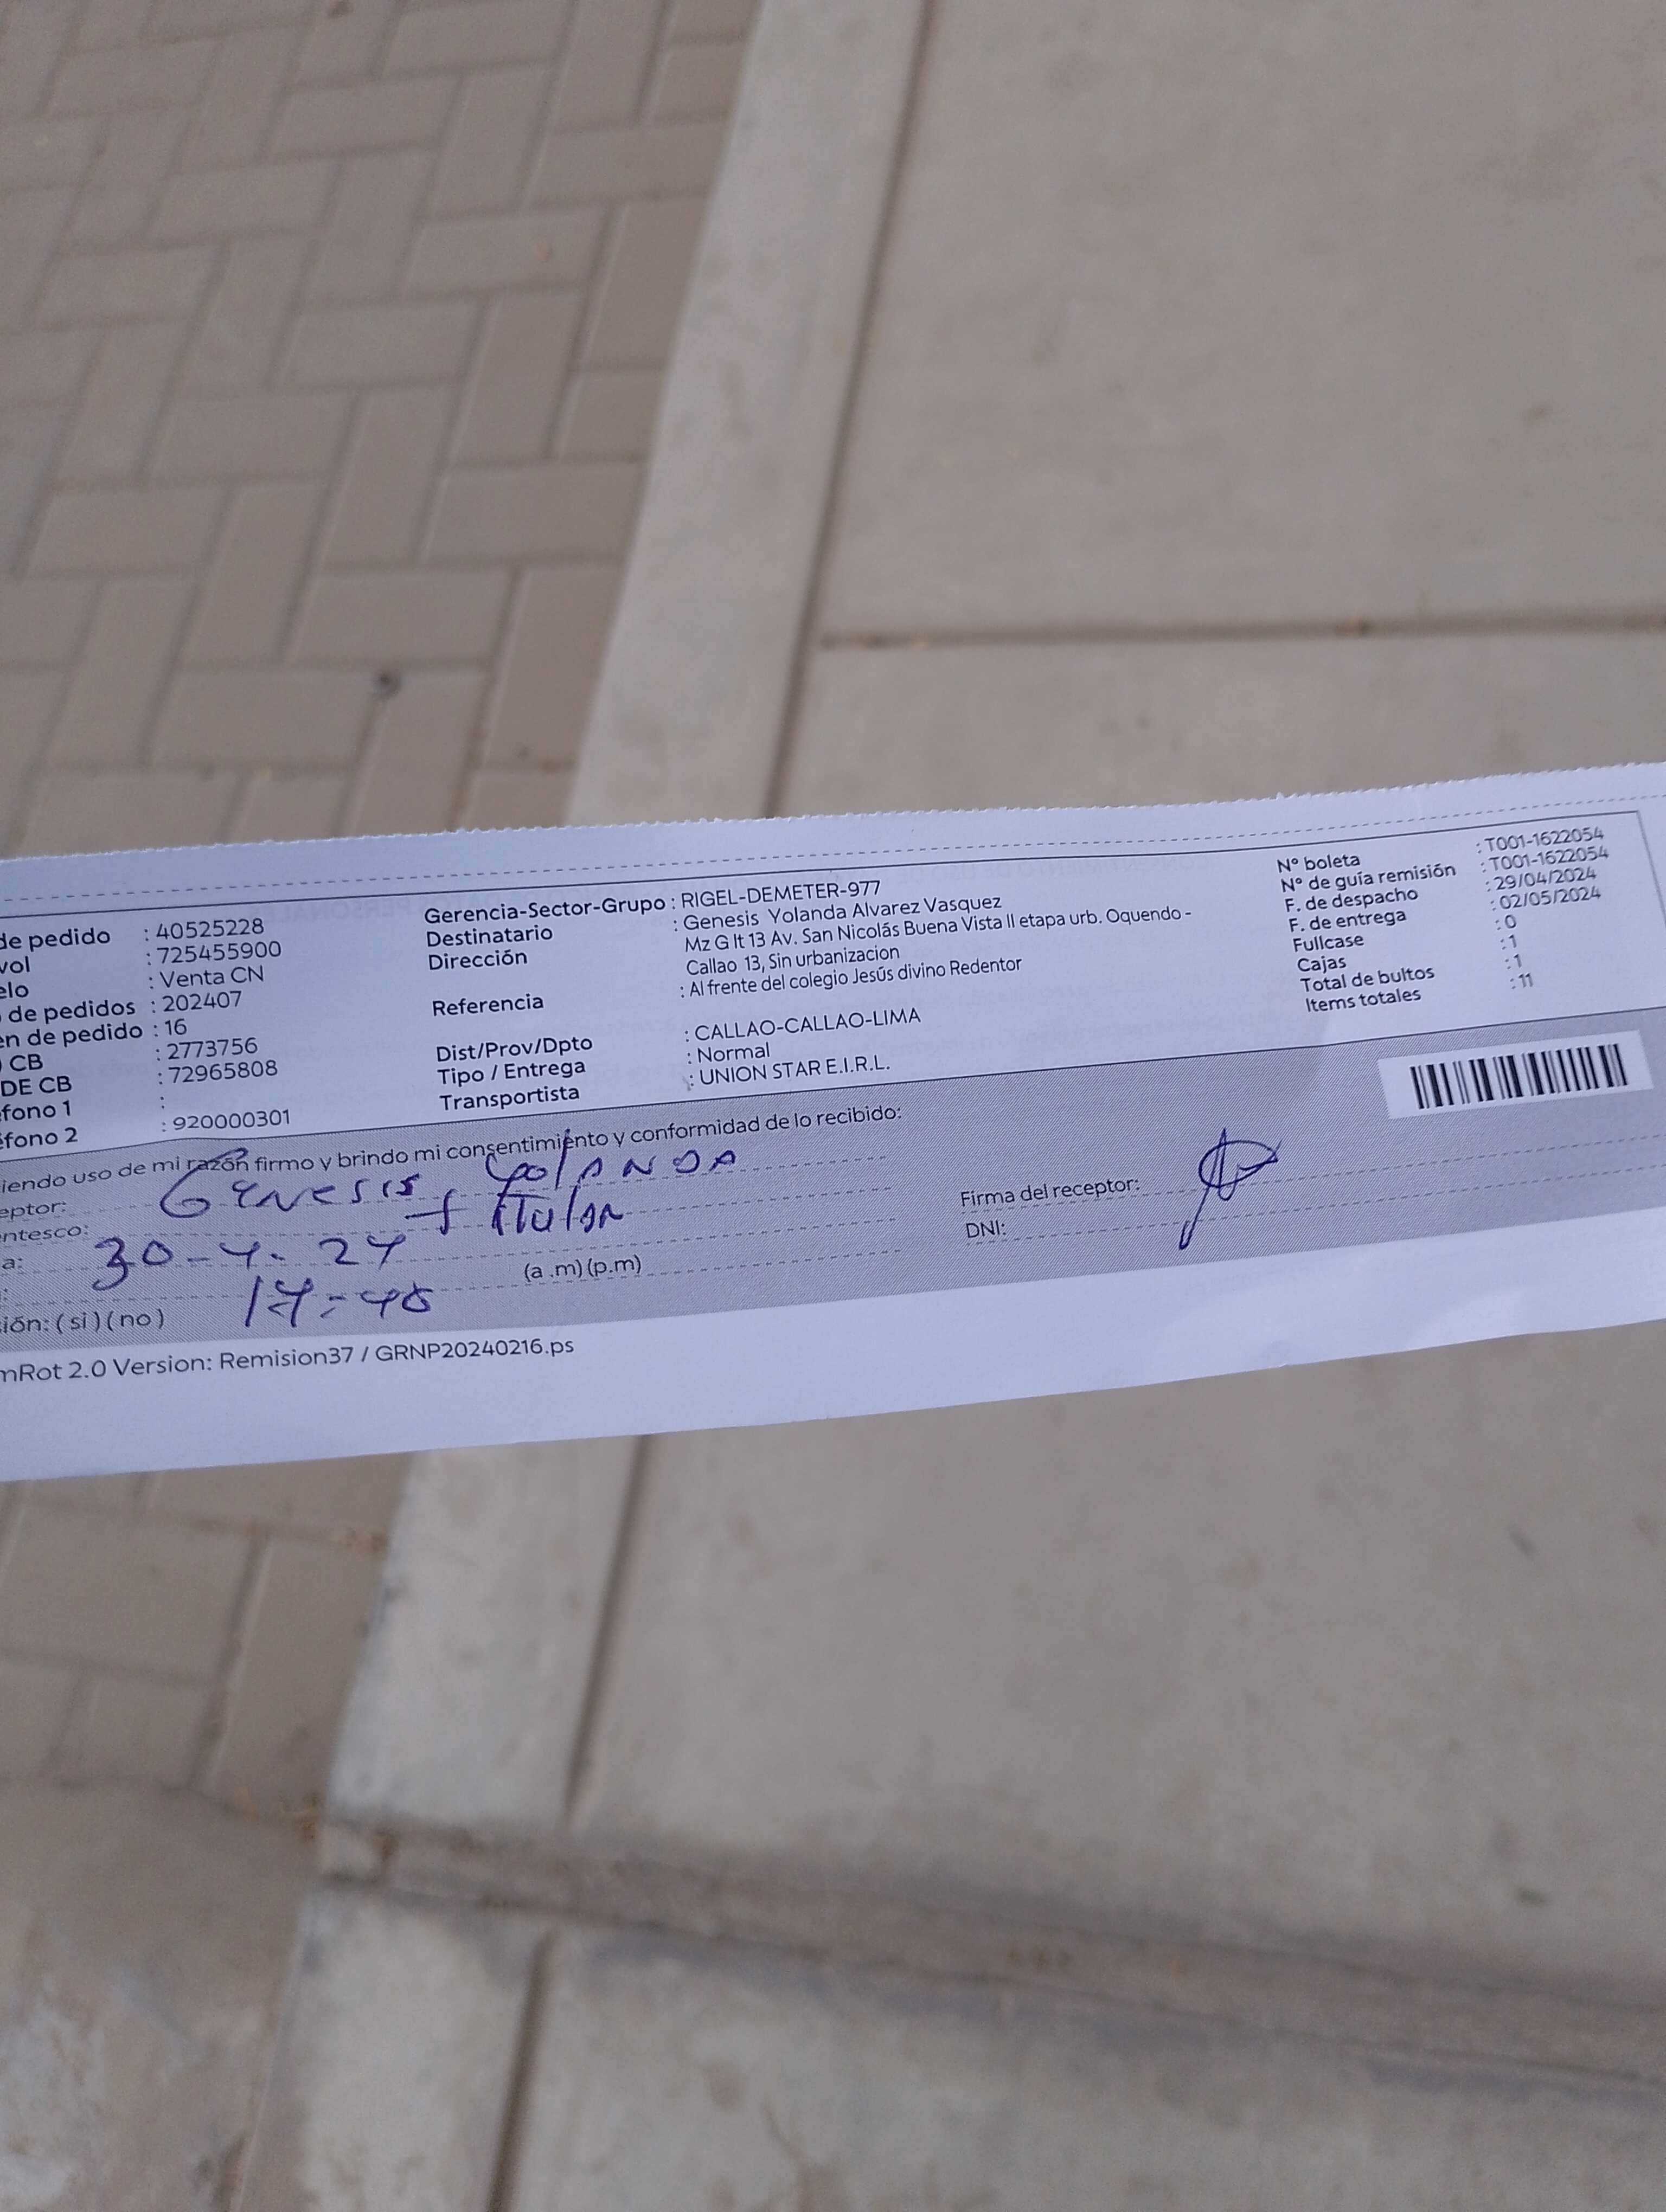 de pedido : 40525228
vol : 725455900
elo : Venta CN
de pedidos : 202407
en de pedido : 16
CB : 2773756
DE CB : 72965808
éfono 1 :
éfono 2 : 920000301
Gerencia-Sector-Grupo : RIGEL-DEMETER-977
Destinatario : Genesis Yolanda Alvarez Vasquez
Dirección Mz G lt 13 Av. San Nicolás Buena Vista II etapa urb. Oquendo -
Callao 13, Sin urbanizacion
Referencia : Al frente del colegio Jesús divino Redentor
Dist/Prov/Dpto : CALLAO-CALLAO-LIMA
Tipo / Entrega : Normal
Transportista : UNION STAR E.I.R.L.
N° boleta : T001-1622054
N° de guía remisión : T001-1622054
F. de despacho : 29/04/2024
F. de entrega : 02/05/2024
Fullcase : 0
Cajas : 1
Total de bultos : 1
Items totales : 11
iendo uso de mi razón firmo y brindo mi consentimiento y conformidad de lo recibido:
eptor: Genesis Yolanda
entesco: titular
a: 30-4-24
: (a .m) (p.m)
ión: ( si ) ( no )
Firma del receptor:
DNI:
mRot 2.0 Version: Remision37 / GRNP20240216.ps